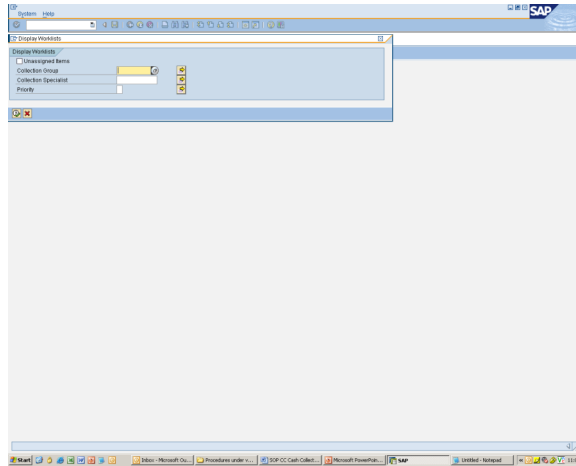 System Help
SAP
Display Worklists
Display Worklists
Unassigned Items
Collection Group
Collection Specialist
Priority
Start
Inbox - Microsoft Ou...
Procedures under v...
SOP CC Cash Collect...
Microsoft PowerPoin...
SAP
Untitled - Notepad